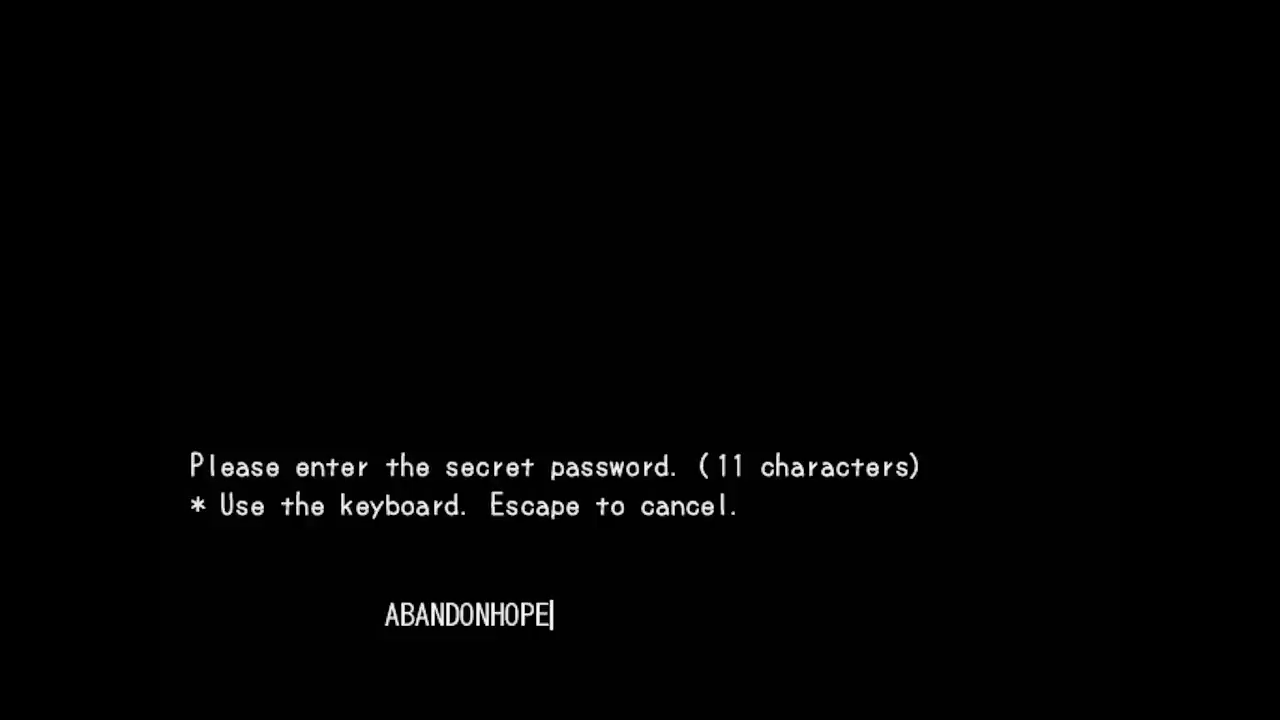 Please enter the secret password. (11 characters)
* Use the keyboard. Escape to cancel.
ABANDONHOPE